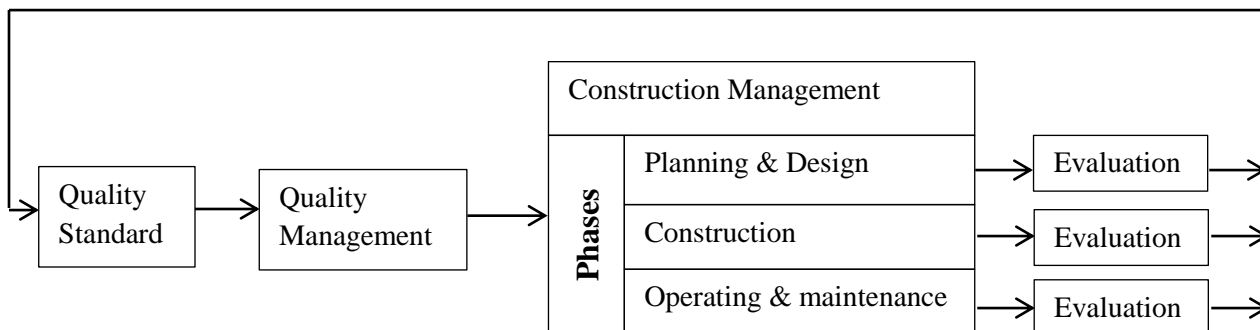 Construction Management
Planning & Design
Evaluation
Quality
Standard
Quality
Management
Phases
Construction
Evaluation
Operating & maintenance
Evaluation